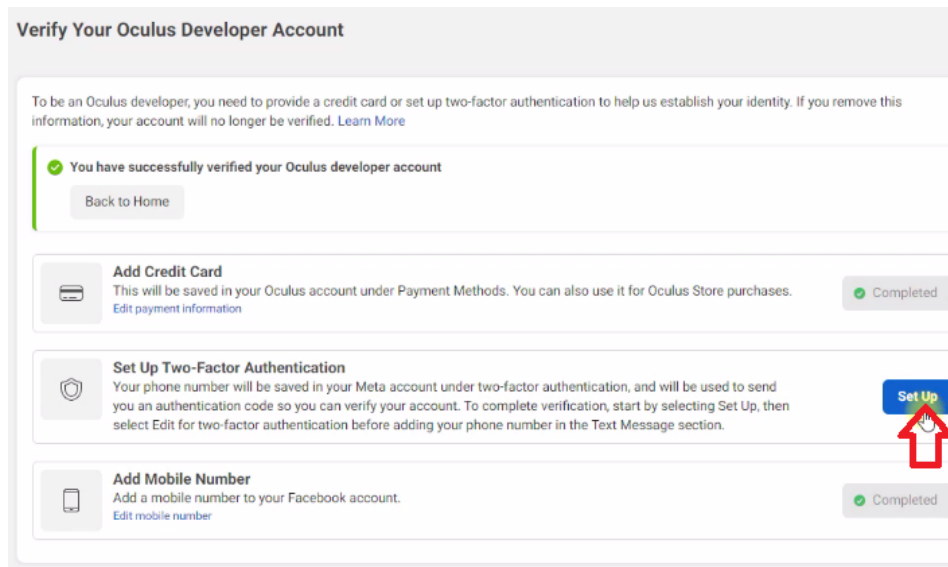 Verify Your Oculus Developer Account
To be an Oculus developer, you need to provide a credit card or set up two-factor authentication to help us establish your identity. If you remove this
information, your account will no longer be verified. Learn More
You have successfully verified your Oculus developer account
Back to Home
Add Credit Card
This will be saved in your Oculus account under Payment Methods. You can also use it for Oculus Store purchases.
Edit payment information
Completed
Set Up Two-Factor Authentication
Your phone number will be saved in your Meta account under two-factor authentication, and will be used to send
you an authentication code so you can verify your account. To complete verification, start by selecting Set Up, then
select Edit for two-factor authentication before adding your phone number in the Text Message section.
Set Up
Add Mobile Number
Add a mobile number to your Facebook account.
Edit mobile number
Completed